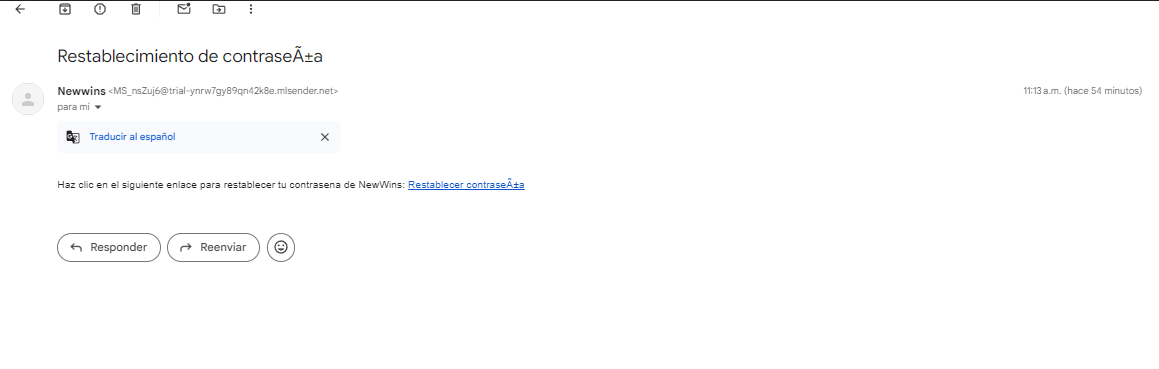 Restablecimiento de contraseÃ±a
Newwins <MS_nsZuj6@trial-ynrw7gy89qn42k8e.mlsender.net> 11:13 a.m. (hace 54 minutos)
para mí
Traducir al español
Haz clic en el siguiente enlace para restablecer tu contrasena de NewWins: Restablecer contraseÃ±a
Responder Reenviar